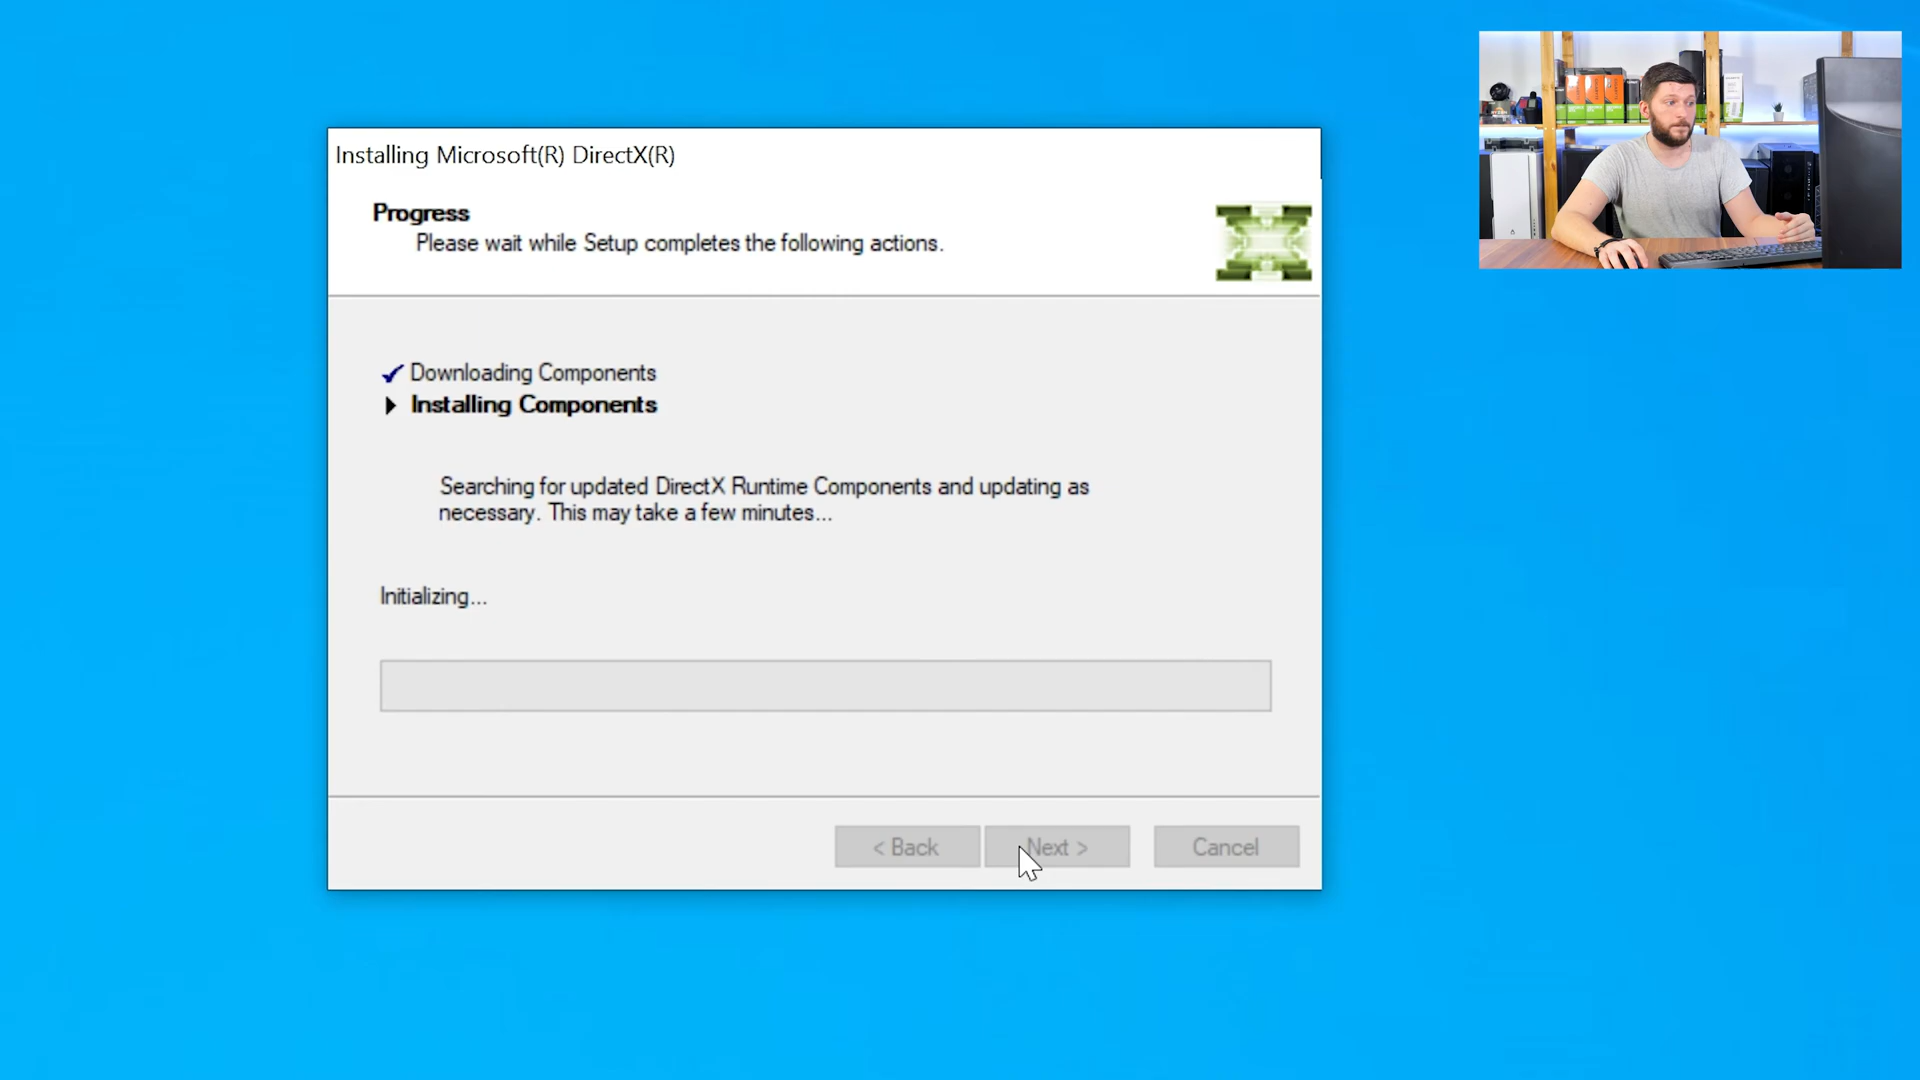 Installing Microsoft(R) DirectX(R)
Progress
Please wait while Setup completes the following actions.
Downloading Components
Installing Components
Searching for updated DirectX Runtime Components and updating as
necessary. This may take a few minutes...
Initializing...
< Back
Next >
Cancel